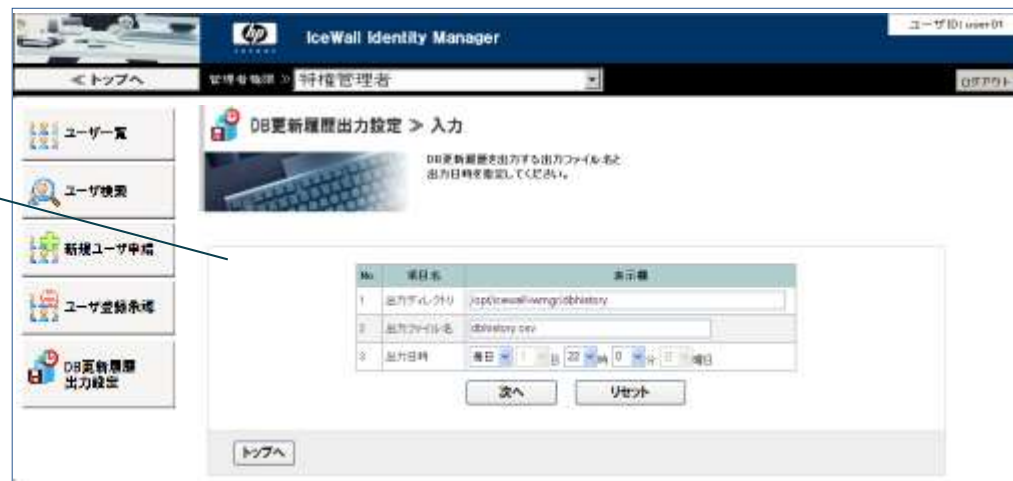 ユーザID: user01
IceWall Identity Manager
≪ トップへ
管理者権限 ≫ 特権管理者
ログアウト
ユーザ一覧
ユーザ検索
新規ユーザ申請
ユーザ登録承認
DB更新履歴
出力設定
DB更新履歴出力設定 ≫ 入力
DB更新履歴を出力する出力ファイル名と
出力日時を指定してください。
No 項目名 表示欄
1 出力ディレクトリ /opt/icewall-iwmgr/dbhistory
2 出力ファイル名 dbhistory.csv
3 出力日時 毎日 1 日 22 時 0 分 曜日
次へ リセット
トップへ